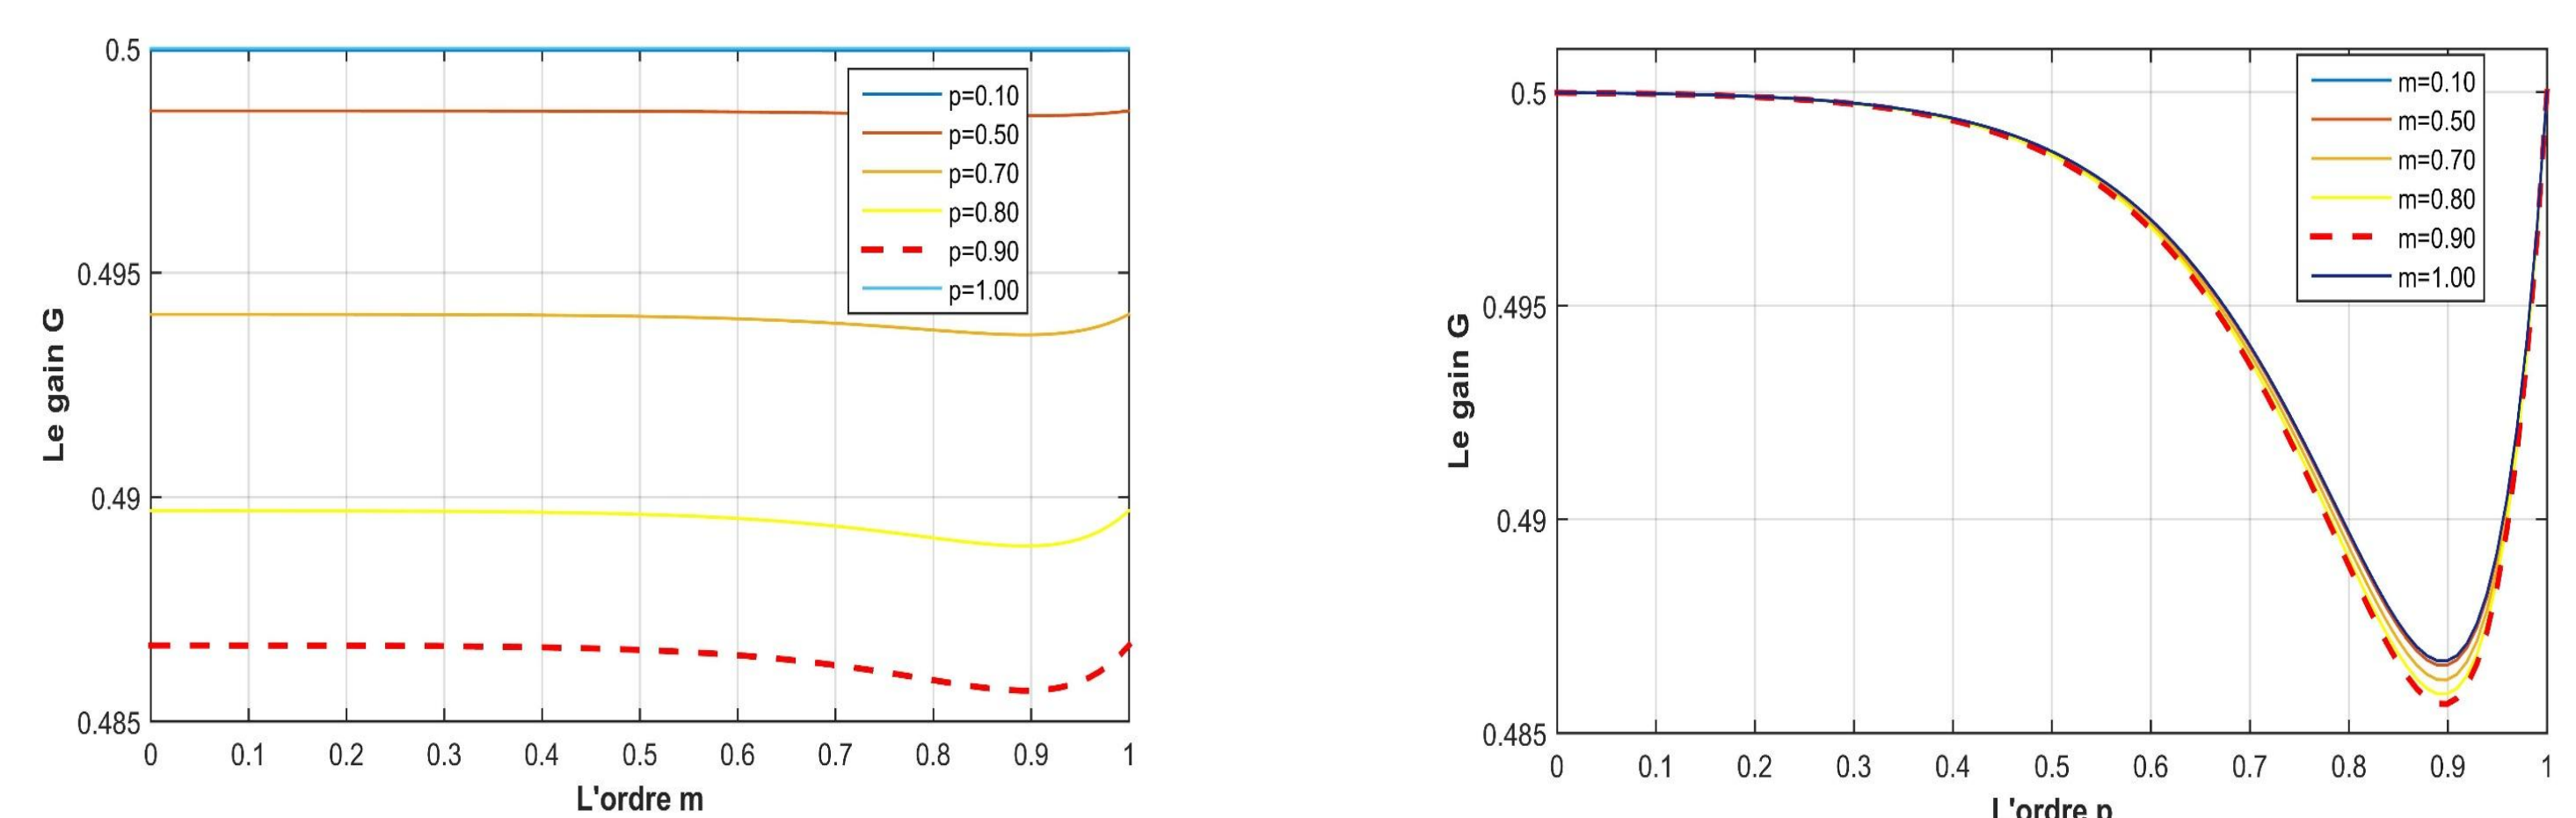 0.5
0.495
0.49
0.485
Le gain G
p=0.10
p=0.50
p=0.70
p=0.80
p=0.90
p=1.00
0 0.1 0.2 0.3 0.4 0.5 0.6 0.7 0.8 0.9 1
L'ordre m
0.5
0.495
0.49
0.485
Le gain G
m=0.10
m=0.50
m=0.70
m=0.80
m=0.90
m=1.00
0 0.1 0.2 0.3 0.4 0.5 0.6 0.7 0.8 0.9 1
L'ordre p